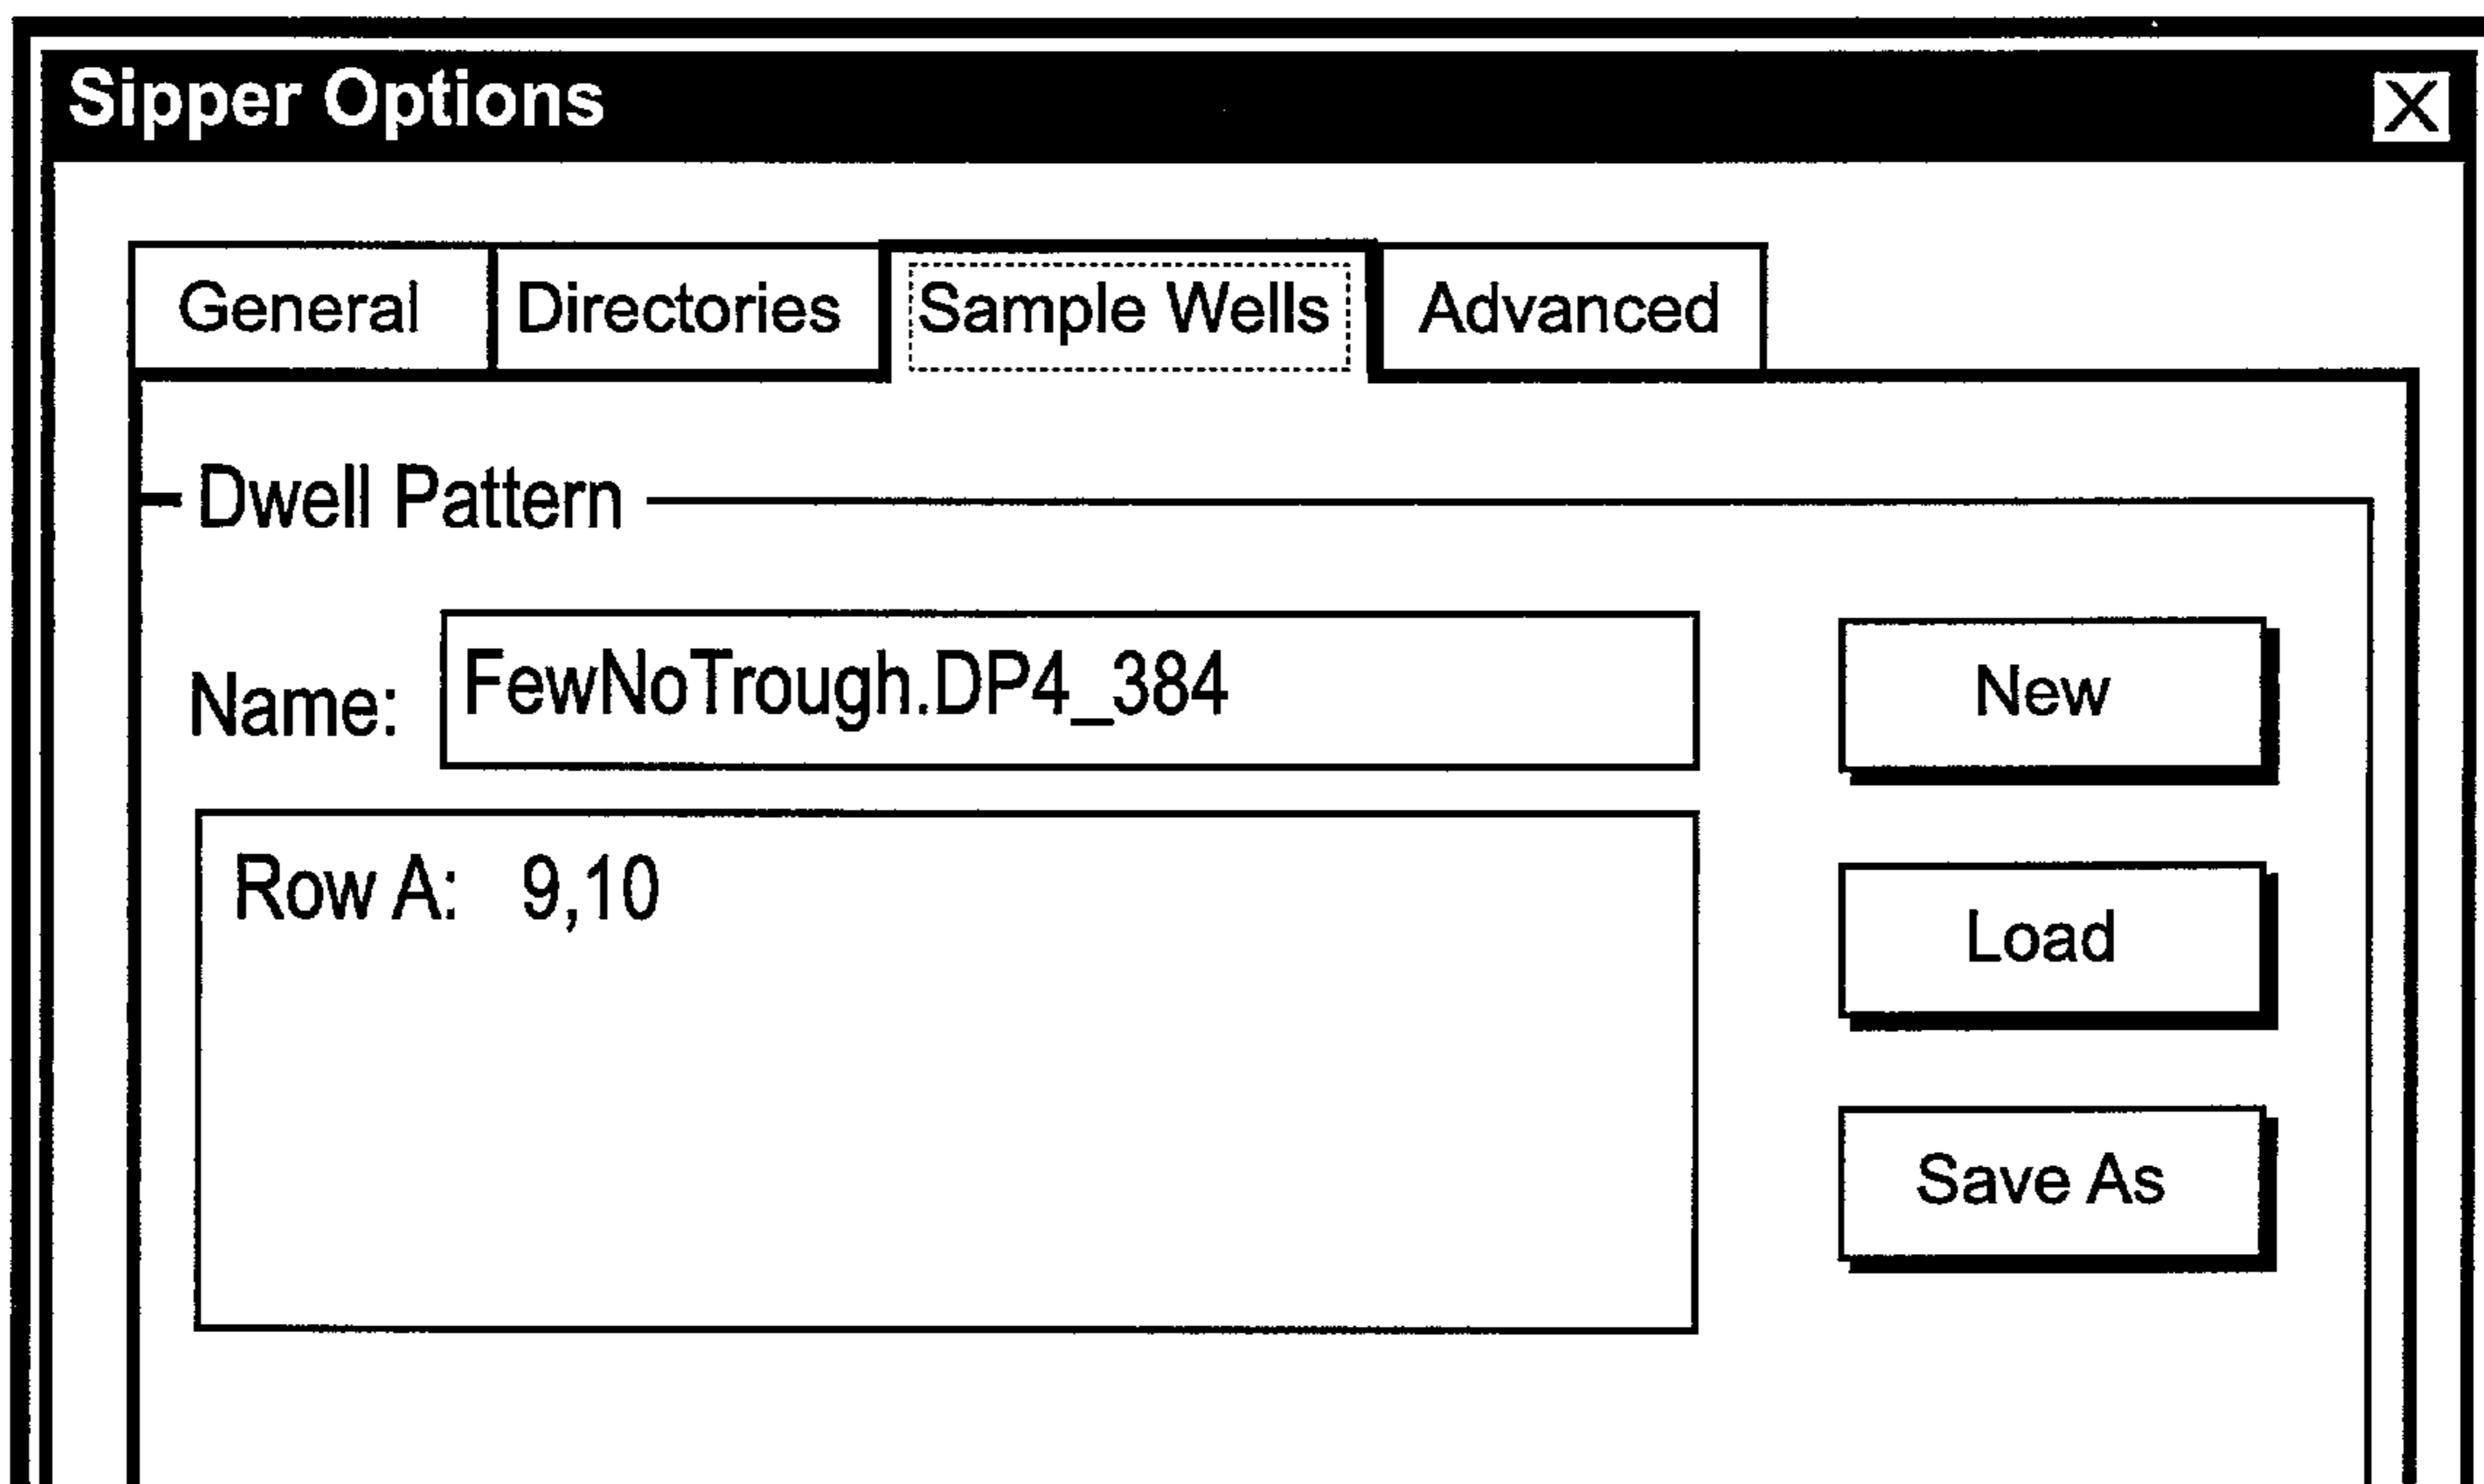 Sipper Options X
General Directories Sample Wells Advanced
Dwell Pattern
Name: FewNoTrough.DP4_384 New
Row A: 9,10
Load
Save As